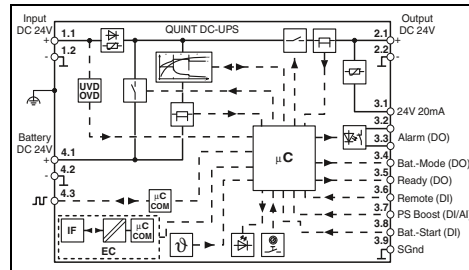 Input
DC 24V
1.1
+
1.2
-
QUINT DC-UPS
2.1
+
2.2
-
Output
DC 24V
UVD
OVD
3.1
24V 20mA
3.2
3.3
Alarm (DO)
Battery
DC 24V
4.1
+
4.2
-
4.3
µC
3.4
Bat.-Mode (DO)
3.5
Ready (DO)
3.6
Remote (DI)
3.7
PS Boost (DI/AI)
3.8
Bat.-Start (DI)
3.9
SGnd
µC
COM
IF
µC
COM
EC
ϑ